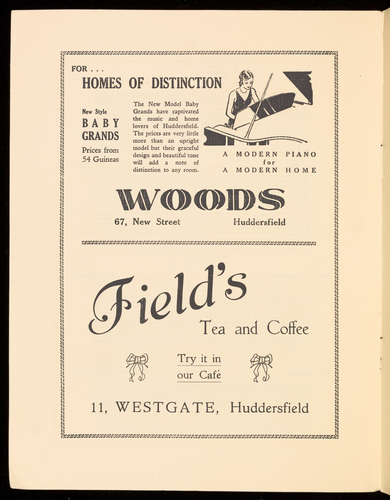 FOR . . .
HOMES OF DISTINCTION
New Style
BABY
GRANDS
Prices from
54 Guineas
The New Model Baby
Grands have captivated
the music and home
lovers of Huddersfield.
The prices are very little
more than an upright
model but their graceful
design and beautiful tone
will add a note of
distinction to any room.
A MODERN PIANO
for
A MODERN HOME
WOODS
67, New Street Huddersfield
Field's
Tea and Coffee
Try it in
our Café
11, WESTGATE, Huddersfield